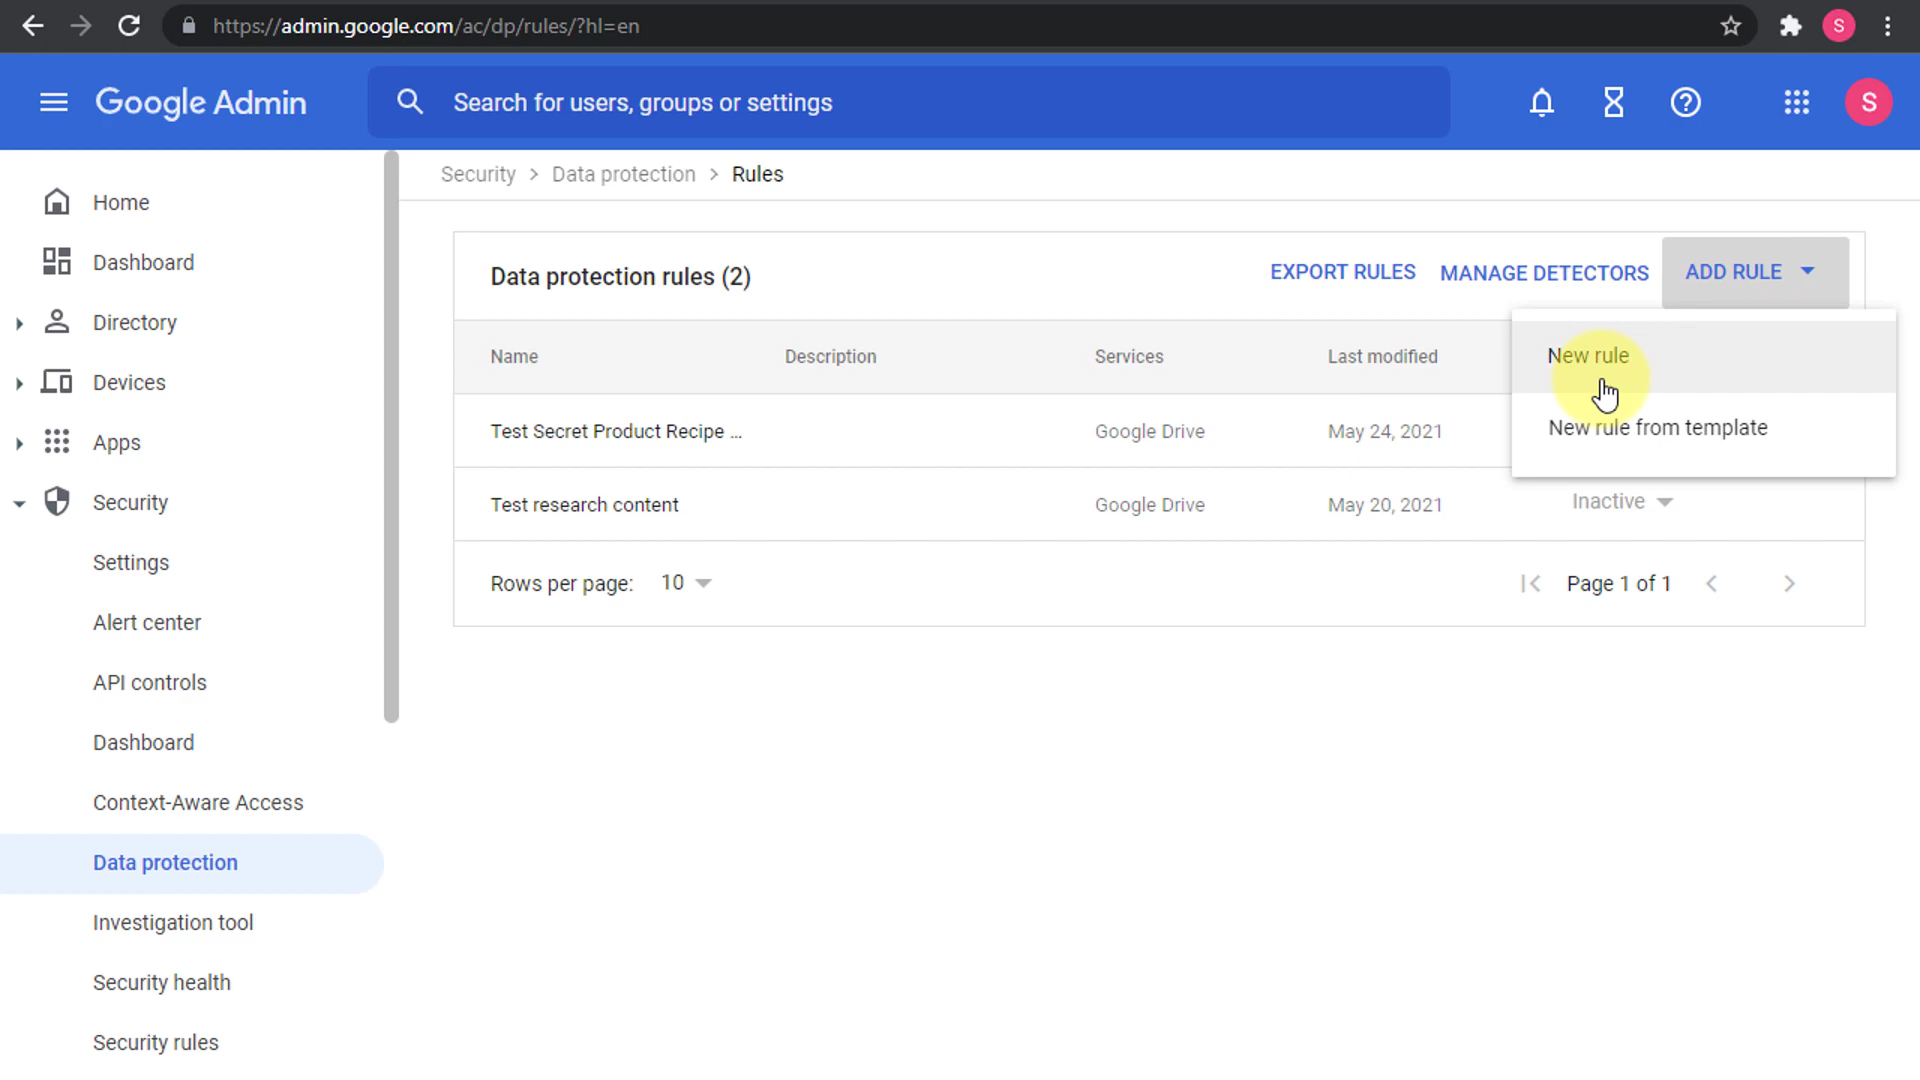 https://admin.google.com/ac/dp/rules/?hl=en
S
Google Admin
Search for users, groups or settings
S
Home
Dashboard
Directory
Devices
Apps
Security
Settings
Alert center
API controls
Dashboard
Context-Aware Access
Data protection
Investigation tool
Security health
Security rules
Security > Data protection > Rules
Data protection rules (2)
EXPORT RULES MANAGE DETECTORS ADD RULE
New rule
New rule from template
Name Description Services Last modified
Test Secret Product Recipe ... Google Drive May 24, 2021
Test research content Google Drive May 20, 2021 Inactive
Rows per page: 10 Page 1 of 1